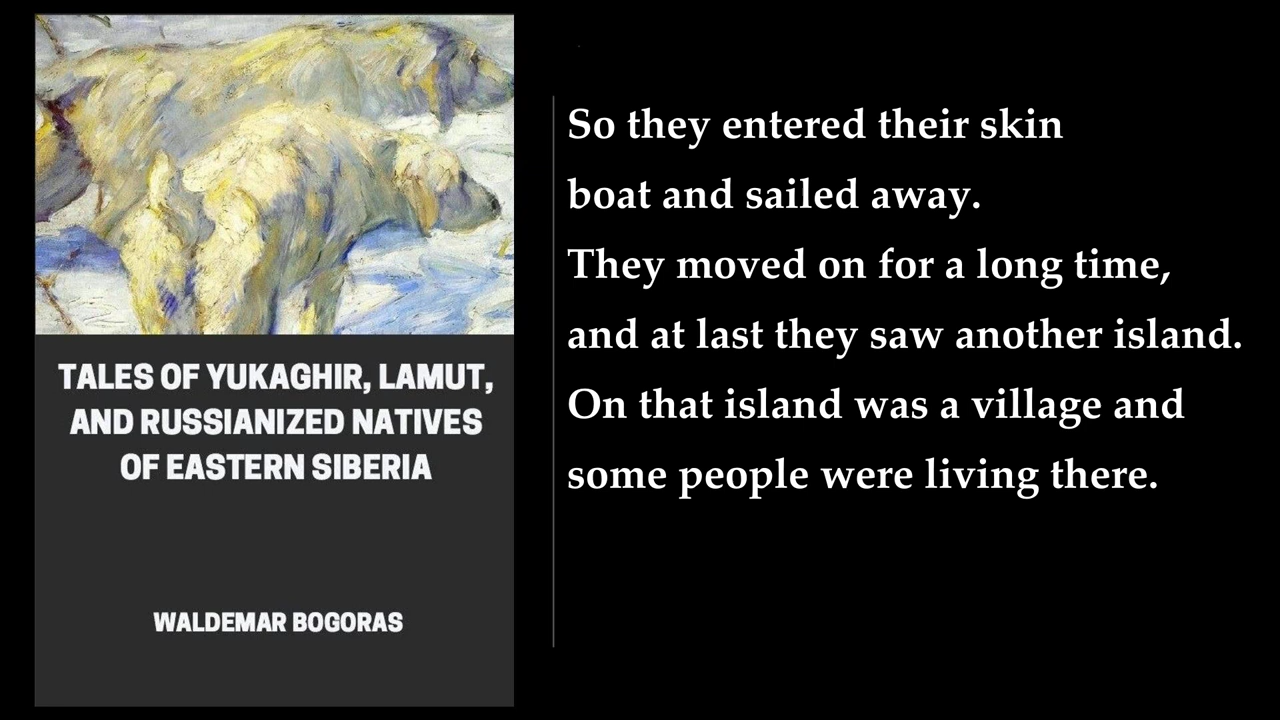 TALES OF YUKAGHIR, LAMUT,
AND RUSSIANIZED NATIVES
OF EASTERN SIBERIA
WALDEMAR BOGORAS
So they entered their skin
boat and sailed away.
They moved on for a long time,
and at last they saw another island.
On that island was a village and
some people were living there.